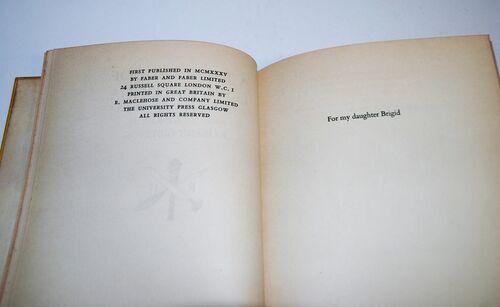 FIRST PUBLISHED IN MCMXXXV
BY FABER AND FABER LIMITED
24 RUSSELL SQUARE LONDON W.C. 1
PRINTED IN GREAT BRITAIN BY
R. MACLEHOSE AND COMPANY LIMITED
THE UNIVERSITY PRESS GLASGOW
ALL RIGHTS RESERVED
For my daughter Brigid